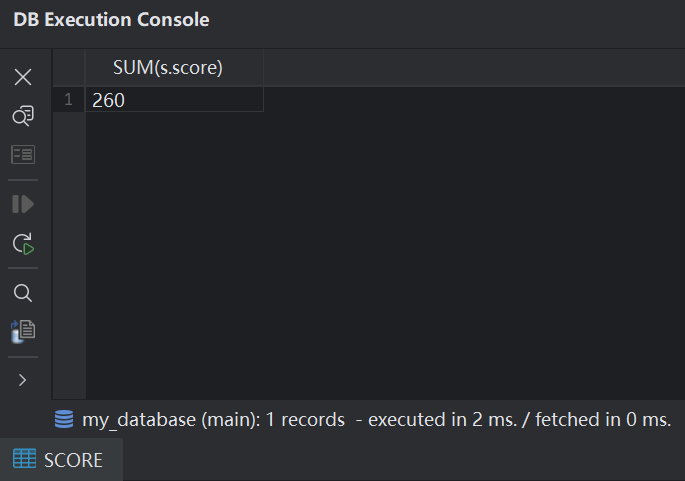 DB Execution Console
SUM(s.score)
1 260
my_database (main): 1 records - executed in 2 ms. / fetched in 0 ms.
SCORE